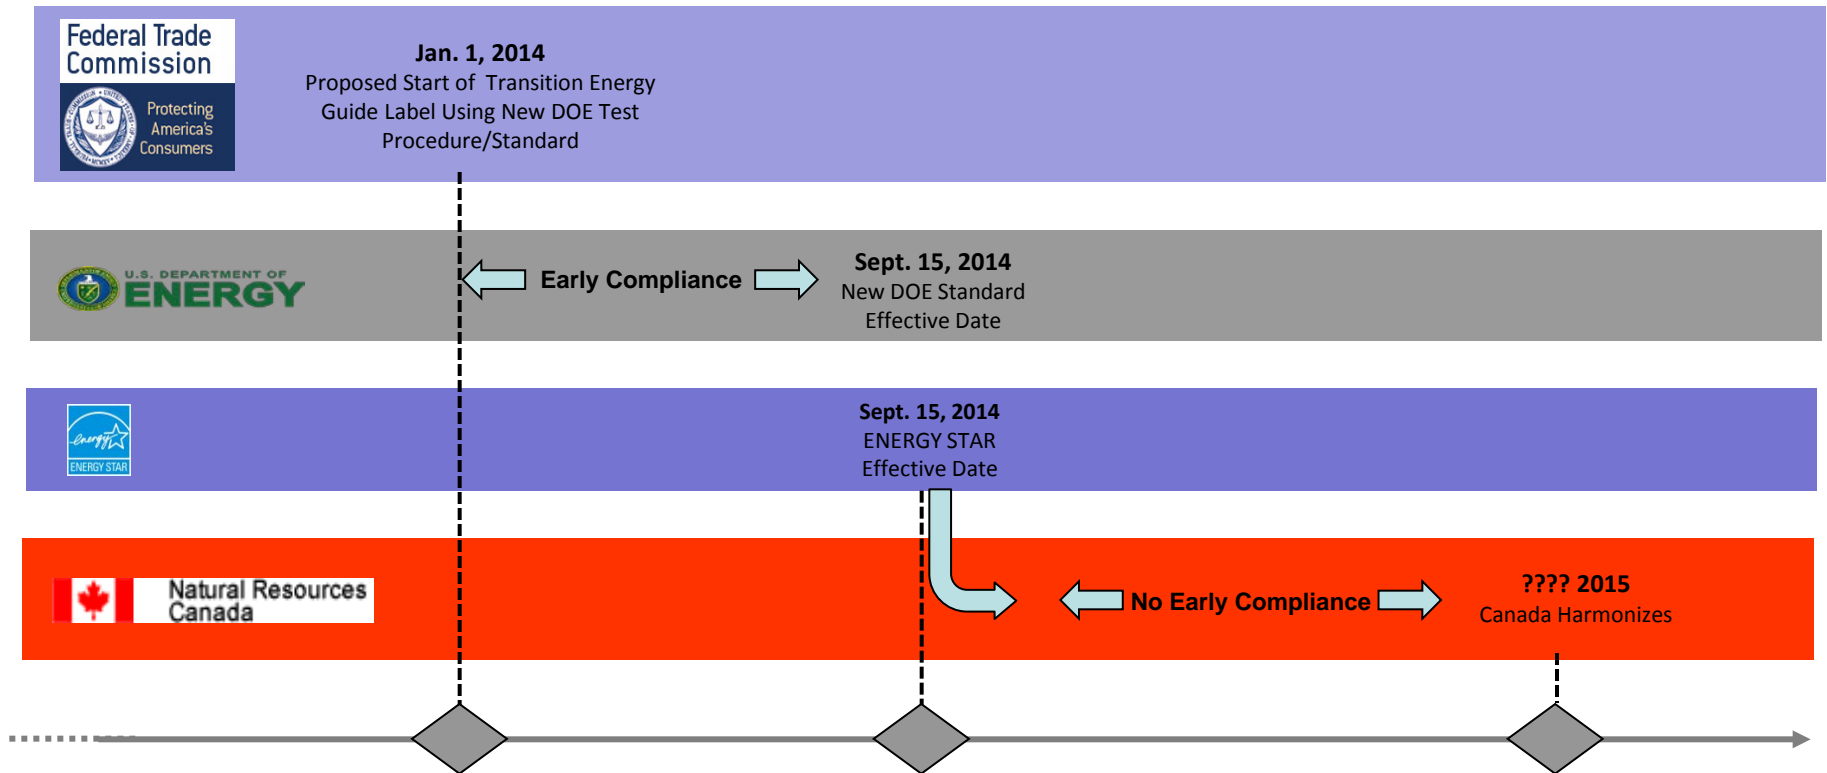 Federal Trade
Commission
Protecting
America's
Consumers
Jan. 1, 2014
Proposed Start of Transition Energy
Guide Label Using New DOE Test
Procedure/Standard
U.S. DEPARTMENT OF
ENERGY
Early Compliance
Sept. 15, 2014
New DOE Standard
Effective Date
energy
ENERGY STAR
Sept. 15, 2014
ENERGY STAR
Effective Date
Natural Resources
Canada
No Early Compliance
???? 2015
Canada Harmonizes